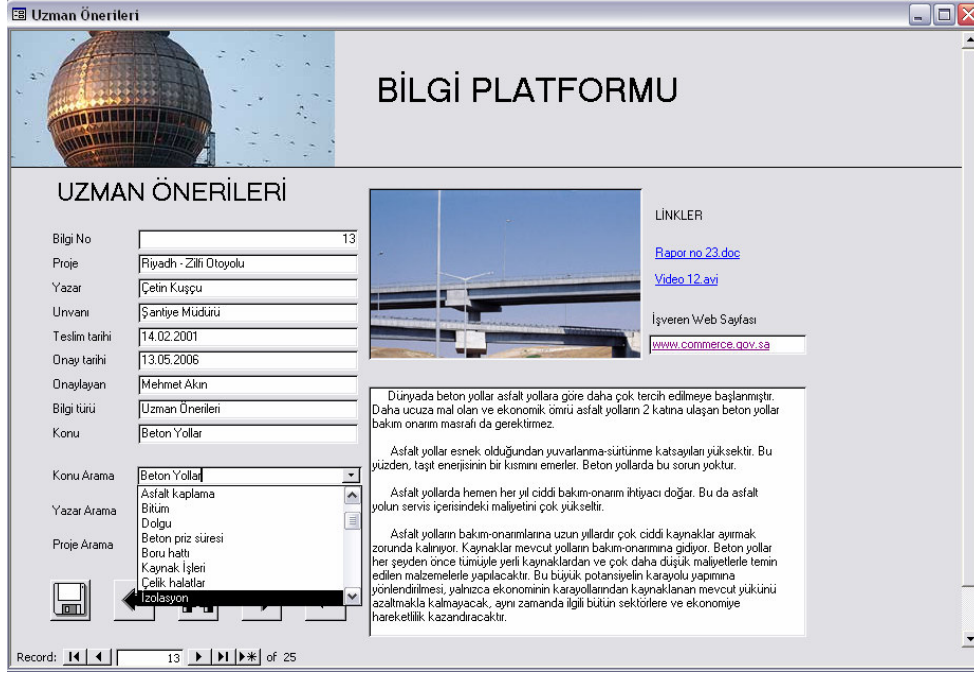 Uzman Önerileri
BİLGİ PLATFORMU
UZMAN ÖNERİLERİ
Bilgi No 13
Proje Riyadh - Zilfi Otoyolu
Yazar Çetin Kuşçu
Unvanı Şantiye Müdürü
Teslim tarihi 14.02.2001
Onay tarihi 13.05.2006
Onaylayan Mehmet Akın
Bilgi türü Uzman Önerileri
Konu Beton Yollar
Konu Arama Beton Yollar
Asfalt kaplama
Bitüm
Dolgu
Beton priz süresi
Boru hattı
Kaynak İşleri
Çelik halatlar
İzolasyon
Yazar Arama
Proje Arama
LİNKLER
Rapor no 23.doc
Video 12.avi
İşveren Web Sayfası
www.commerce.gov.sa
Dünyada beton yollar asfalt yollara göre daha çok tercih edilmeye başlanmıştır.
Daha ucuza mal olan ve ekonomik ömrü asfalt yolların 2 katına ulaşan beton yollar
bakım onarım masrafı da gerektirmez.
Asfalt yollar esnek olduğundan yuvarlanma-sürtünme katsayıları yüksektir. Bu
yüzden, taşıt enerjisinin bir kısmını emerler. Beton yollarda bu sorun yoktur.
Asfalt yollarda hemen her yıl ciddi bakım-onarım ihtiyacı doğar. Bu da asfalt
yolun servis içerisindeki maliyetini çok yükseltir.
Asfalt yolların bakım-onarımlarına uzun yıllardır çok ciddi kaynaklar ayırmak
zorunda kalınıyor. Kaynaklar mevcut yolların bakım-onarımına gidiyor. Beton yollar
her şeyden önce tümüyle yerli kaynaklardan ve çok daha düşük maliyetlerle temin
edilen malzemelerle yapılacaktır. Bu büyük potansiyelin karayolu yapımına
yönlendirilmesi, yalnızca ekonominin karayollarından kaynaklanan mevcut yükünü
azaltmakla kalmayacak, aynı zamanda ilgili bütün sektörlere ve ekonomiye
hareketlilik kazandıracaktır.
Record: 13 of 25